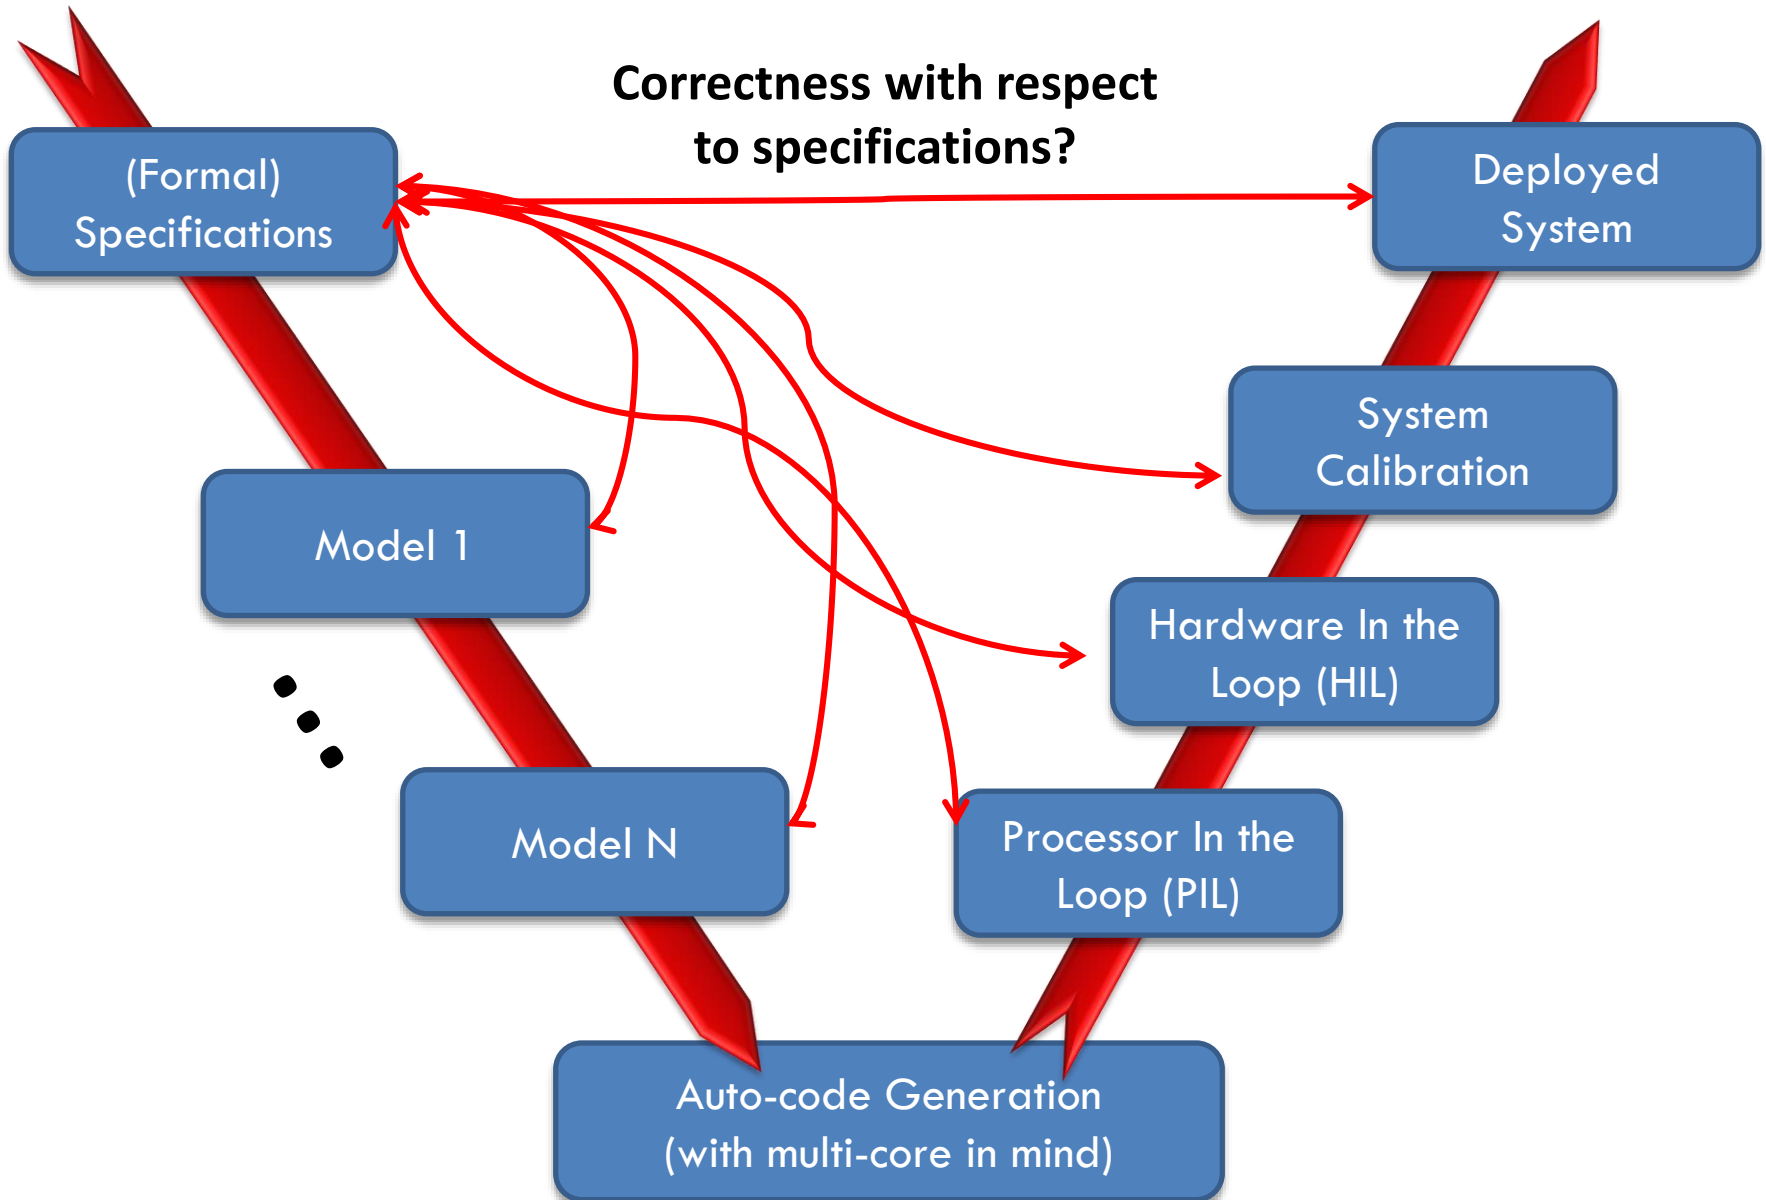 Correctness with respect
to specifications?
(Formal)
Specifications
Deployed
System
System
Calibration
Model 1
Hardware In the
Loop (HIL)
Model N
Processor In the
Loop (PIL)
Auto-code Generation
(with multi-core in mind)